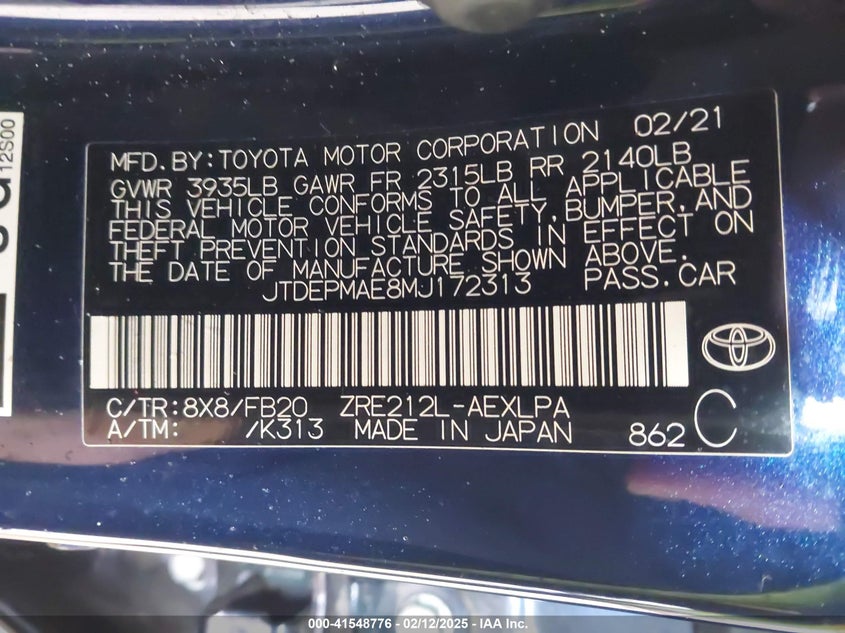 12S00
MFD. BY: TOYOTA MOTOR CORPORATION 02/21
GVWR 3935LB GAWR FR 2315LB RR 2140LB
THIS VEHICLE CONFORMS TO ALL APPLICABLE
FEDERAL MOTOR VEHICLE SAFETY, BUMPER, AND
THEFT PREVENTION STANDARDS IN EFFECT ON
THE DATE OF MANUFACTURE SHOWN ABOVE.
JTDEPMAE8MJ172313 PASS. CAR
C/TR: 8X8/FB20 ZRE212L-AEXLPA
A/TM: /K313 MADE IN JAPAN 862 C
000-41548776 - 02/12/2025 - IAA Inc.